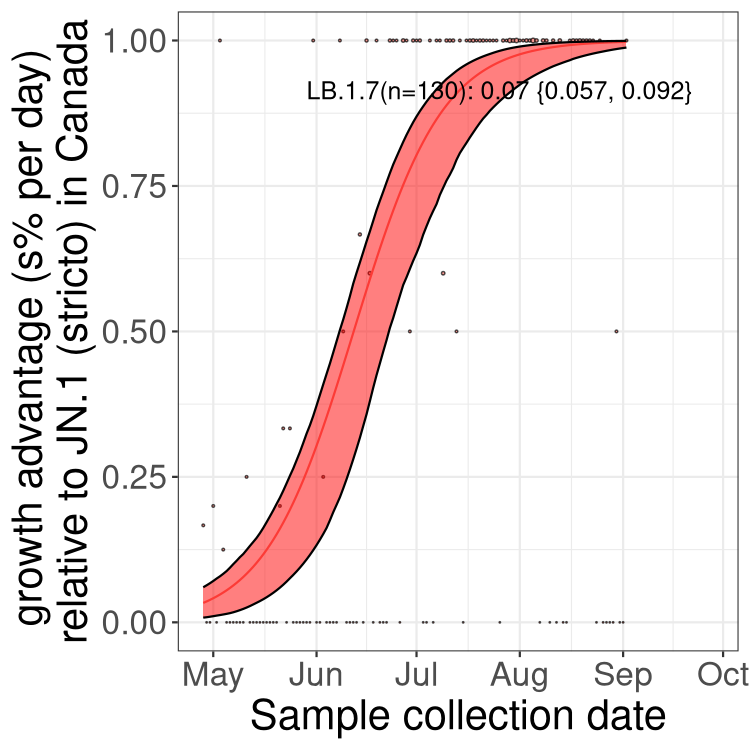 growth advantage (s% per day)
relative to JN.1 (stricto) in Canada
1.00
0.75
0.50
0.25
0.00
LB.1.7(n=130): 0.07 {0.057, 0.092}
May Jun Jul Aug Sep Oct
Sample collection date